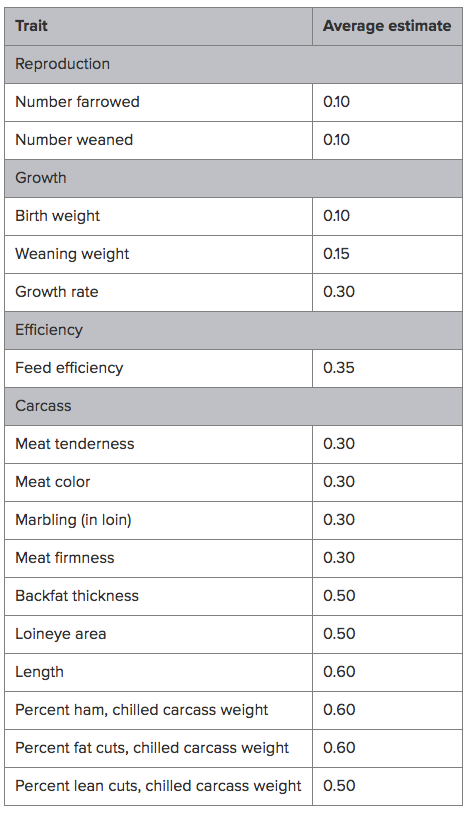 Trait Average estimate
Reproduction
Number farrowed 0.10
Number weaned 0.10
Growth
Birth weight 0.10
Weaning weight 0.15
Growth rate 0.30
Efficiency
Feed efficiency 0.35
Carcass
Meat tenderness 0.30
Meat color 0.30
Marbling (in loin) 0.30
Meat firmness 0.30
Backfat thickness 0.50
Loineye area 0.50
Length 0.60
Percent ham, chilled carcass weight 0.60
Percent fat cuts, chilled carcass weight 0.60
Percent lean cuts, chilled carcass weight 0.50